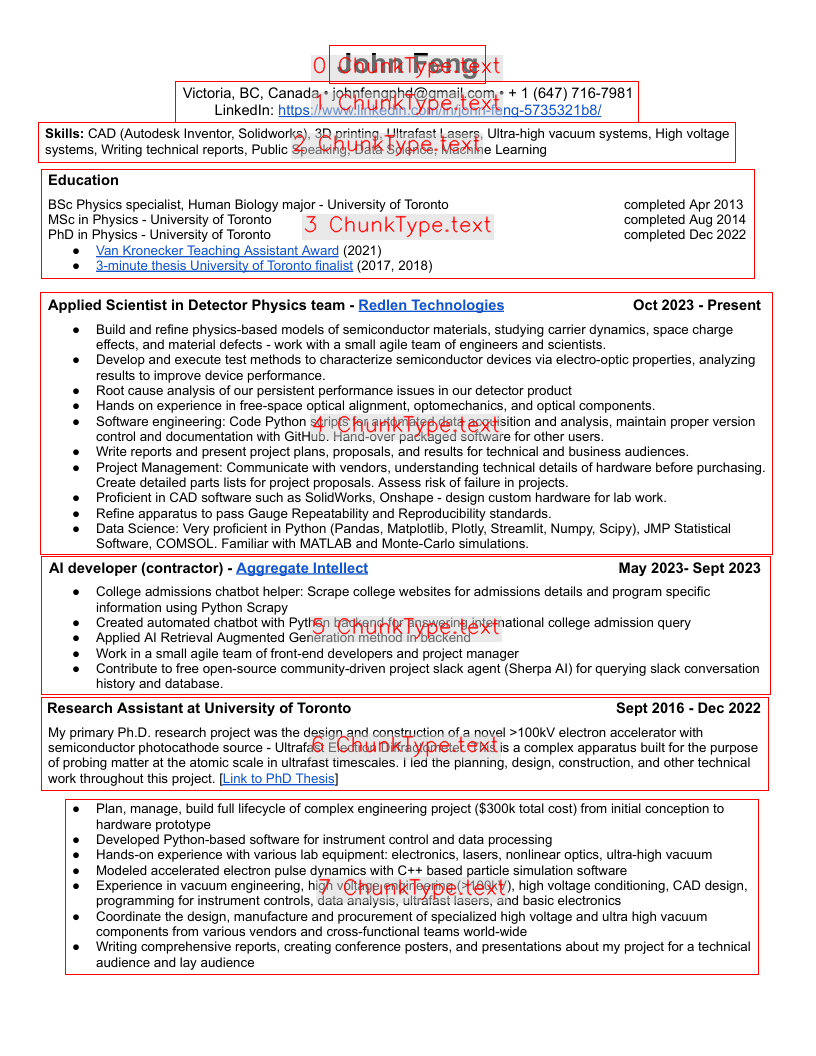 John Feng
0 ChunkType.text
Victoria, BC, Canada • johnfengphd@gmail.com • + 1 (647) 716-7981
1 ChunkType.text
LinkedIn: https://www.linkedin.com/in/john-feng-5735321b8/
Skills: CAD (Autodesk Inventor, Solidworks), 3D printing, Ultrafast Lasers, Ultra-high vacuum systems, High voltage
2 ChunkType.text
systems, Writing technical reports, Public Speaking, Data Science, Machine Learning
Education
BSc Physics specialist, Human Biology major - University of Toronto completed Apr 2013
MSc in Physics - University of Toronto completed Aug 2014
3 ChunkType.text
PhD in Physics - University of Toronto completed Dec 2022
● Van Kronecker Teaching Assistant Award (2021)
● 3-minute thesis University of Toronto finalist (2017, 2018)
Applied Scientist in Detector Physics team - Redlen Technologies Oct 2023 - Present
● Build and refine physics-based models of semiconductor materials, studying carrier dynamics, space charge
effects, and material defects - work with a small agile team of engineers and scientists.
● Develop and execute test methods to characterize semiconductor devices via electro-optic properties, analyzing
results to improve device performance.
● Root cause analysis of our persistent performance issues in our detector product
● Hands on experience in free-space optical alignment, optomechanics, and optical components.
● Software engineering: Code Python scripts for automated data acquisition and analysis, maintain proper version
4 ChunkType.text
control and documentation with GitHub. Hand-over packaged software for other users.
● Write reports and present project plans, proposals, and results for technical and business audiences.
● Project Management: Communicate with vendors, understanding technical details of hardware before purchasing.
Create detailed parts lists for project proposals. Assess risk of failure in projects.
● Proficient in CAD software such as SolidWorks, Onshape - design custom hardware for lab work.
● Refine apparatus to pass Gauge Repeatability and Reproducibility standards.
● Data Science: Very proficient in Python (Pandas, Matplotlib, Plotly, Streamlit, Numpy, Scipy), JMP Statistical
Software, COMSOL. Familiar with MATLAB and Monte-Carlo simulations.
AI developer (contractor) - Aggregate Intellect May 2023- Sept 2023
● College admissions chatbot helper: Scrape college websites for admissions details and program specific
information using Python Scrapy
● Created automated chatbot with Python backend for answering international college admission query
5 ChunkType.text
● Applied AI Retrieval Augmented Generation method in backend
● Work in a small agile team of front-end developers and project manager
● Contribute to free open-source community-driven project slack agent (Sherpa AI) for querying slack conversation
history and database.
Research Assistant at University of Toronto Sept 2016 - Dec 2022
My primary Ph.D. research project was the design and construction of a novel >100kV electron accelerator with
semiconductor photocathode source - Ultrafast Electron Diffractometer. This is a complex apparatus built for the purpose
6 ChunkType.text
of probing matter at the atomic scale in ultrafast timescales. I led the planning, design, construction, and other technical
work throughout this project. [Link to PhD Thesis]
● Plan, manage, build full lifecycle of complex engineering project ($300k total cost) from initial conception to
hardware prototype
● Developed Python-based software for instrument control and data processing
● Hands-on experience with various lab equipment: electronics, lasers, nonlinear optics, ultra-high vacuum
● Modeled accelerated electron pulse dynamics with C++ based particle simulation software
● Experience in vacuum engineering, high voltage engineering (>100kV), high voltage conditioning, CAD design,
7 ChunkType.text
programming for instrument controls, data analysis, ultrafast lasers, and basic electronics
● Coordinate the design, manufacture and procurement of specialized high voltage and ultra high vacuum
components from various vendors and cross-functional teams world-wide
● Writing comprehensive reports, creating conference posters, and presentations about my project for a technical
audience and lay audience